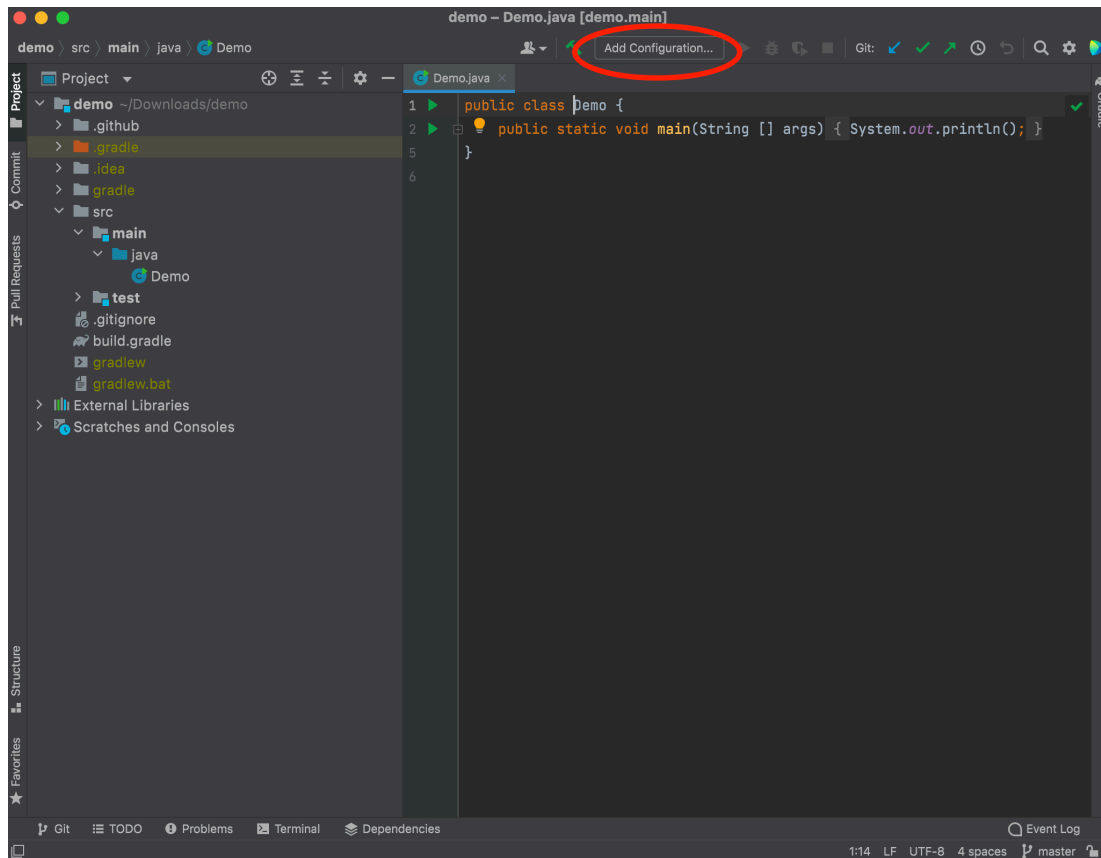 demo – Demo.java [demo.main]
demo 〉 src 〉 main 〉 java 〉 Demo
Add Configuration...
Git:
Project
Demo.java
Project
Commit
Pull Requests
Structure
Favorites
demo ~/Downloads/demo
.github
.gradle
.idea
gradle
src
main
java
Demo
test
.gitignore
build.gradle
gradlew
gradlew.bat
External Libraries
Scratches and Consoles
1 public class Demo {
2 public static void main(String [] args) { System.out.println(); }
5 }
6
Gradle
Git
TODO
Problems
Terminal
Dependencies
Event Log
1:14 LF UTF-8 4 spaces master